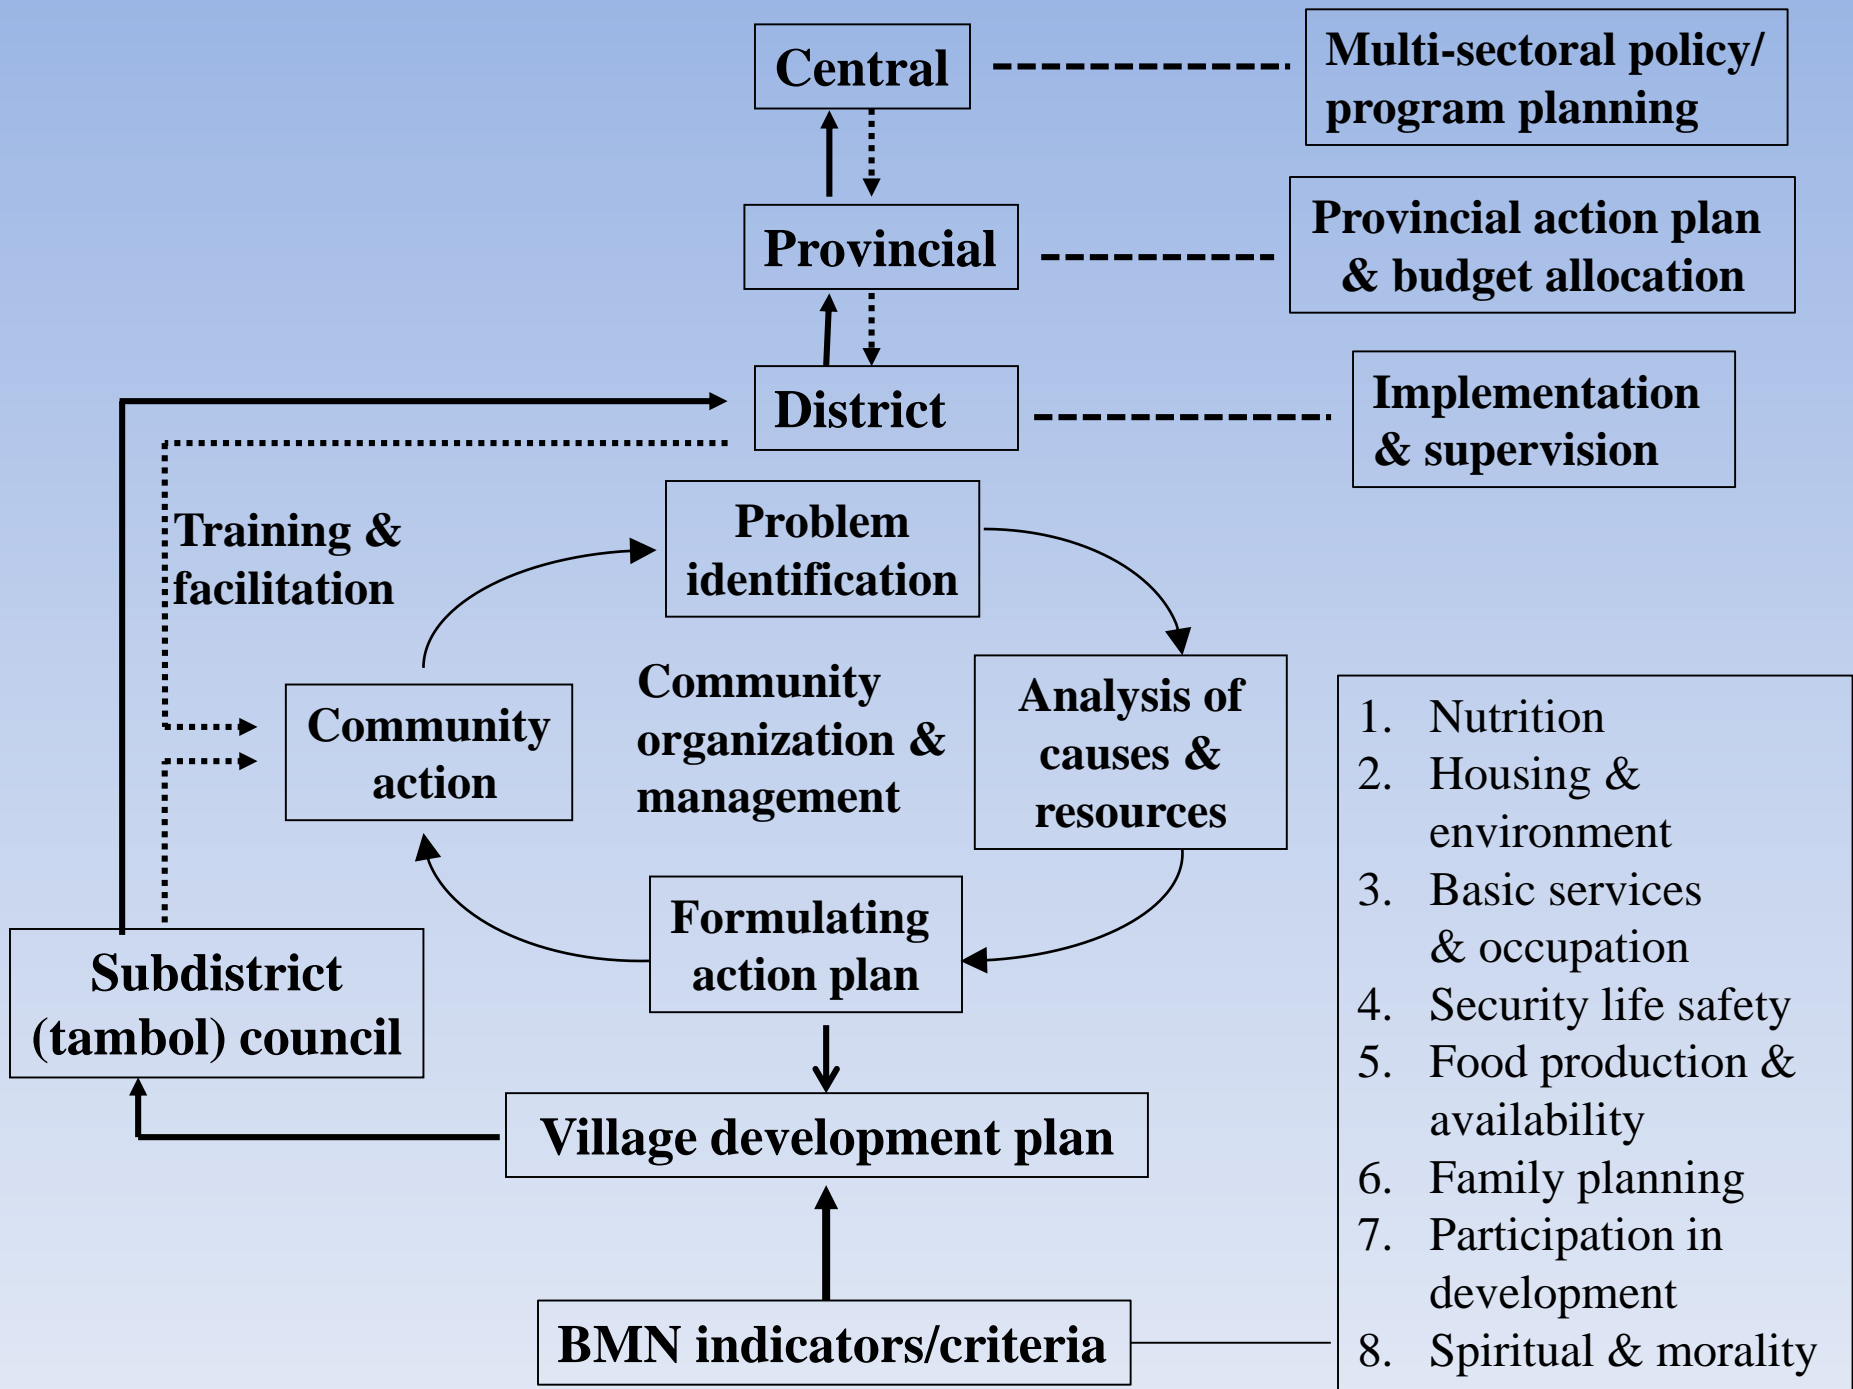 Central
Multi-sectoral policy/
program planning
Provincial
Provincial action plan
& budget allocation
District
Implementation
& supervision
Training &
facilitation
Problem
identification
Community
action
Community
organization &
management
Analysis of
causes &
resources
Formulating
action plan
Subdistrict
(tambol) council
Village development plan
BMN indicators/criteria
1. Nutrition
2. Housing &
environment
3. Basic services
& occupation
4. Security life safety
5. Food production &
availability
6. Family planning
7. Participation in
development
8. Spiritual & morality